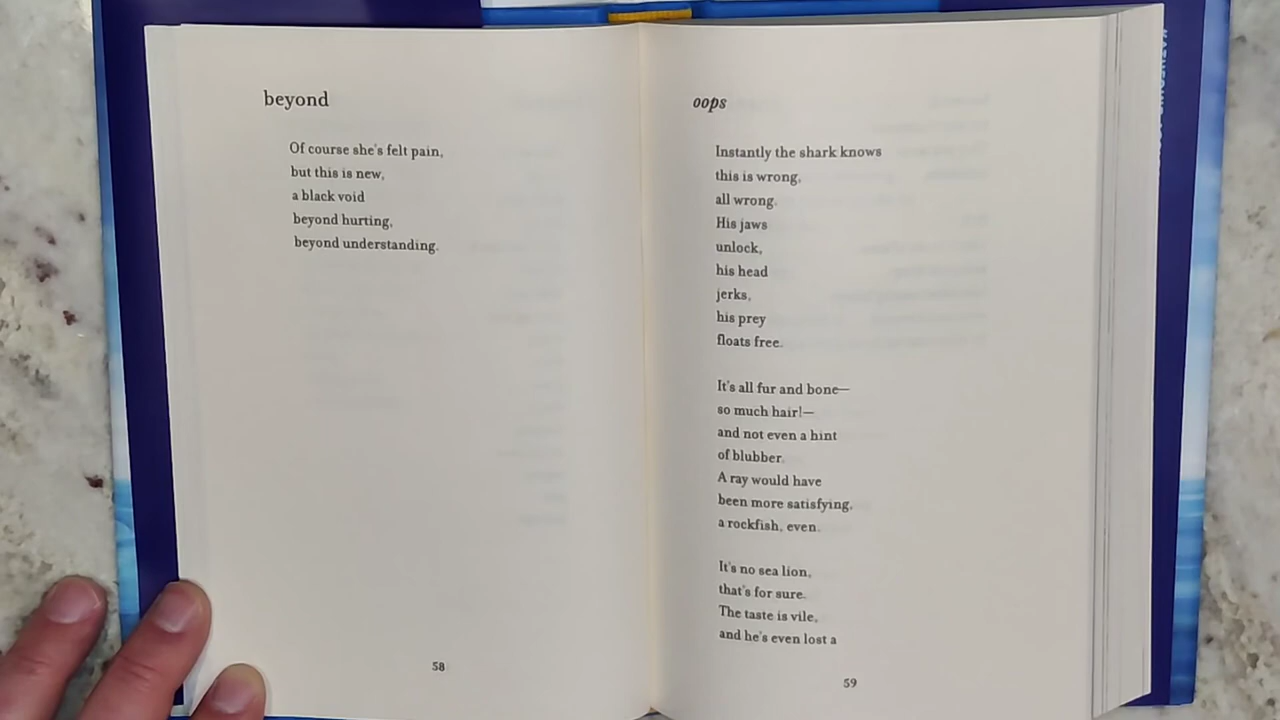 beyond
Of course she's felt pain,
but this is new,
a black void
beyond hurting,
beyond understanding.
58
oops
Instantly the shark knows
this is wrong,
all wrong.
His jaws
unlock,
his head
jerks,
his prey
floats free.
It's all fur and bone—
so much hair!—
and not even a hint
of blubber.
A ray would have
been more satisfying,
a rockfish, even.
It's no sea lion,
that's for sure.
The taste is vile,
and he's even lost a
59